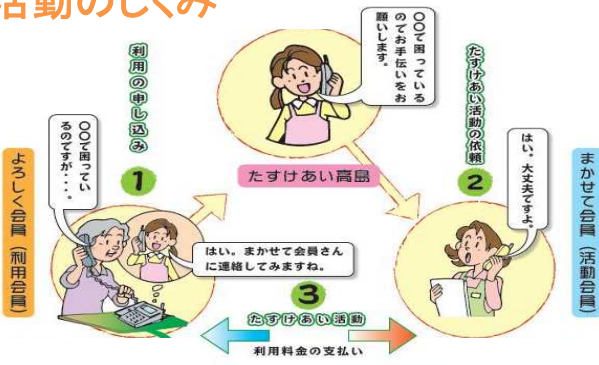 活動のしくみ
利用の申し込み
1
〇〇で困ってい
るのですが・・・。
〇〇で困っている
のでお手伝いをお
願いします。
たすけあい高島
たすけあい活動の依頼
2
はい。大丈夫ですよ。
よろしく会員（利用会員）
まかせて会員（活動会員）
はい。まかせて会員さん
に連絡してみますね。
3
たすけあい活動
利用料金の支払い